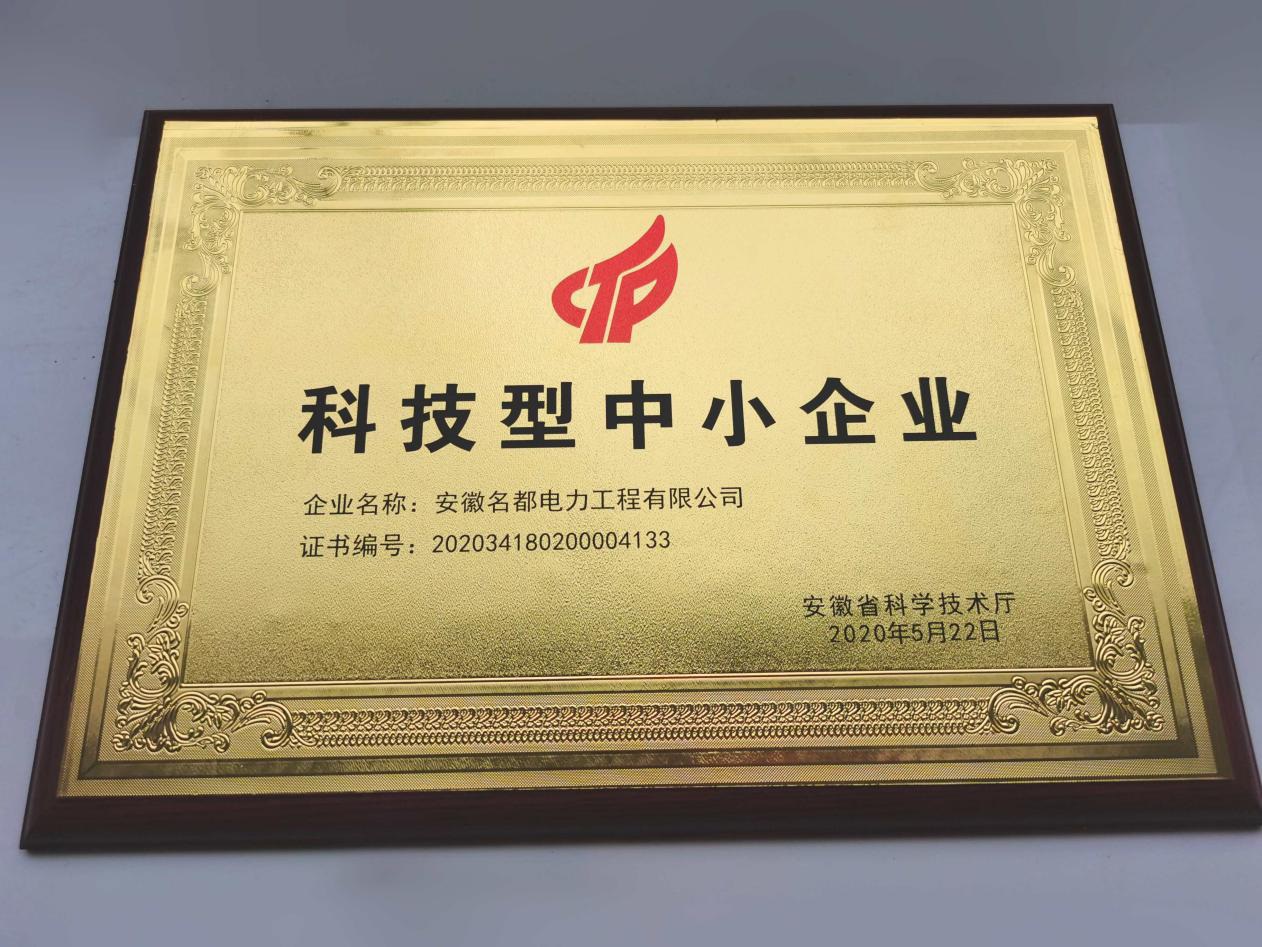 CTP
科技型中小企业
企业名称：安徽名都电力工程有限公司
证书编号：202034180200004133
安徽省科学技术厅
2020年5月22日